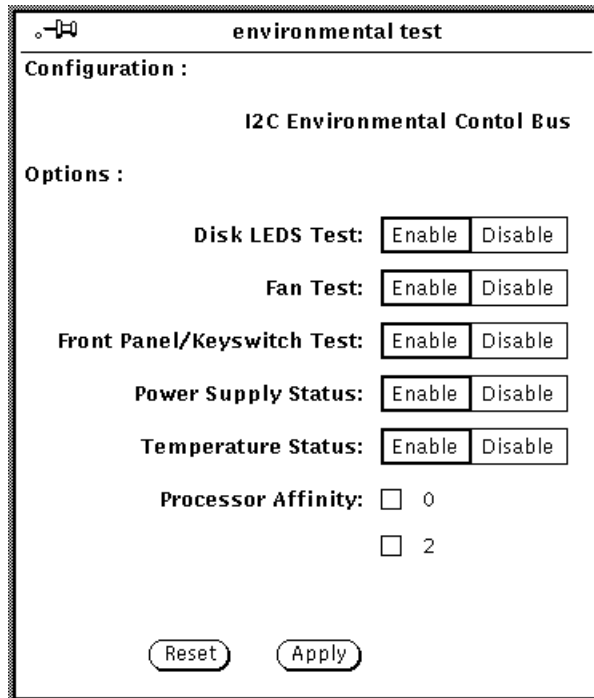 environmental test
Configuration :
I2C Environmental Contol Bus
Options :
Disk LEDS Test: Enable Disable
Fan Test: Enable Disable
Front Panel/Keyswitch Test: Enable Disable
Power Supply Status: Enable Disable
Temperature Status: Enable Disable
Processor Affinity: 0
2
Reset Apply